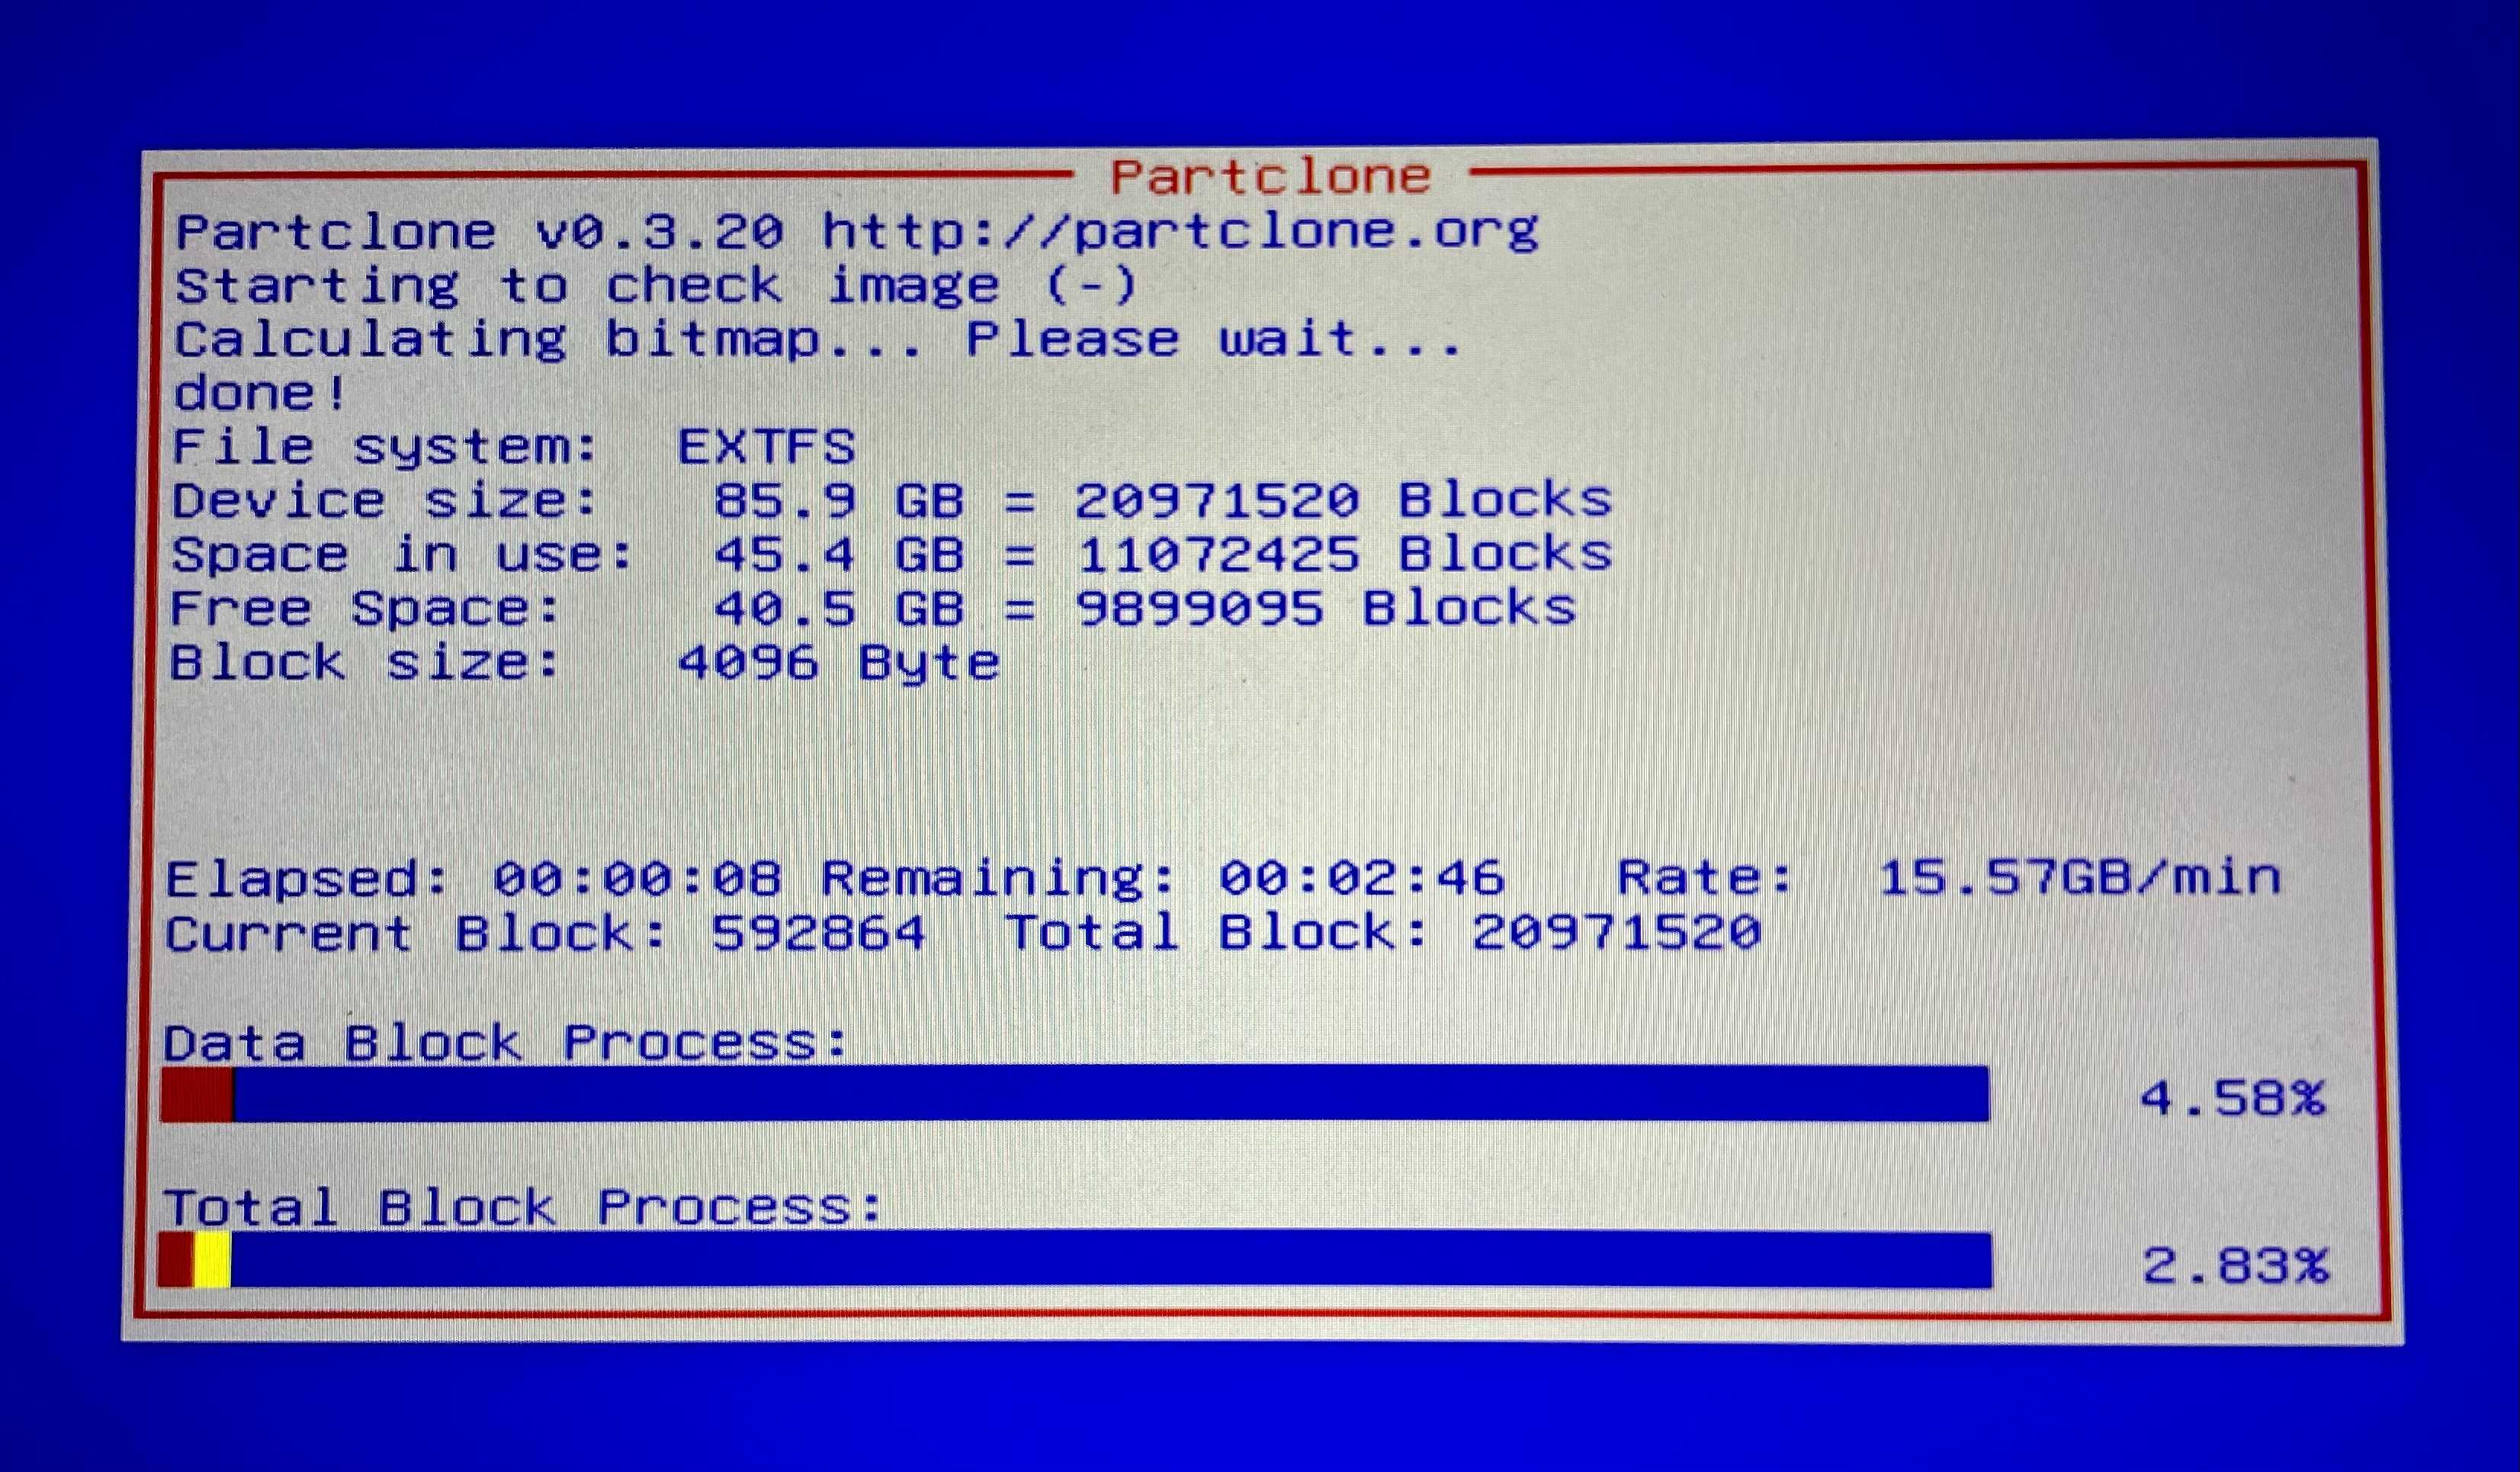 Partclone
Partclone v0.3.20 http://partclone.org
Starting to check image (-)
Calculating bitmap... Please wait...
done!
File system: EXTFS
Device size: 85.9 GB = 20971520 Blocks
Space in use: 45.4 GB = 11072425 Blocks
Free Space: 40.5 GB = 9899095 Blocks
Block size: 4096 Byte
Elapsed: 00:00:08 Remaining: 00:02:46 Rate: 15.57GB/min
Current Block: 592864 Total Block: 20971520
Data Block Process:
4.58%
Total Block Process:
2.83%